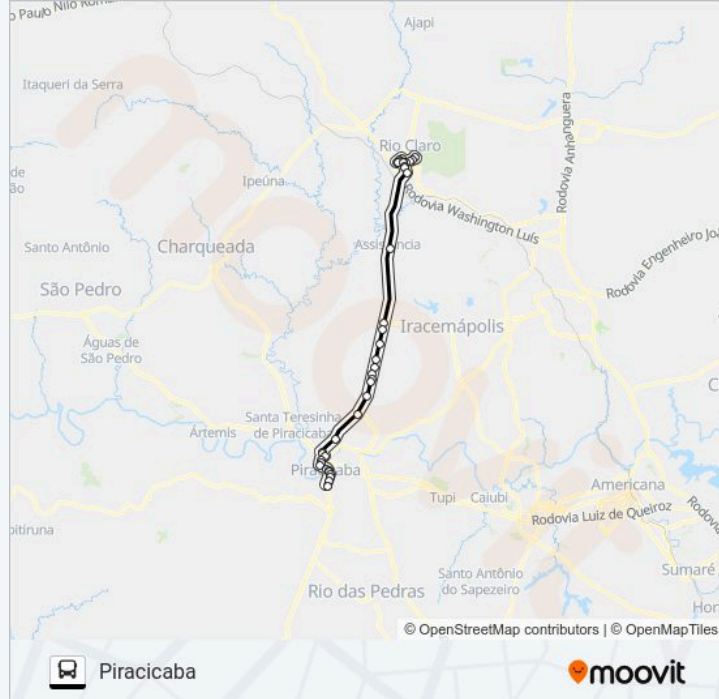 o Paulo Nilo Rom
Ajapi
Itaqueri da Serra
Rodovia Anhanguera
Rio Claro
de
ão
Ipeúna
Rodovia Washington Luís
Santo Antônio
Charqueada
Assistência
Rodovia Engenheiro Joã
São Pedro
Iracemápolis
Águas de
São Pedro
C
Santa Teresinha
de Piracicaba
Ártemis
Piracicaba
Tupi
Caiubi
Americana
Rodovia Luiz de Queiroz
Rodov
oitiruna
Santo Antônio
do Sapezeiro
Sumaré
Rio das Pedras
Hor
© OpenStreetMap contributors | © OpenMapTiles
Piracicaba
moovit